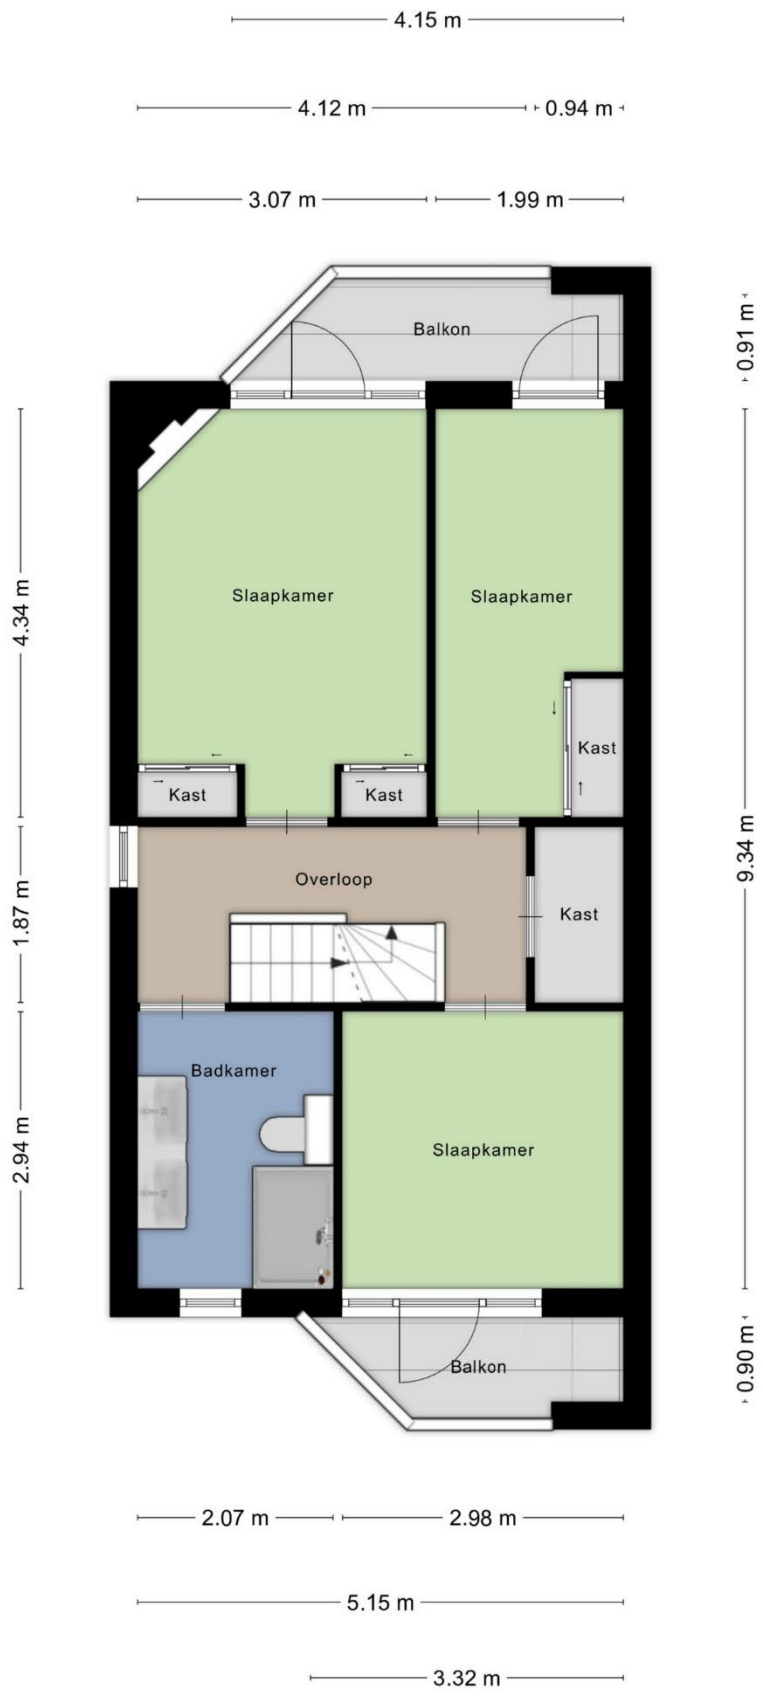 4.15 m
4.12 m
0.94 m
3.07 m
1.99 m
Balkon
0.91 m
4.34 m
Slaapkamer
Slaapkamer
Kast
Kast
Kast
9.34 m
1.87 m
Overloop
Kast
Badkamer
2.94 m
Slaapkamer
Balkon
0.90 m
2.07 m
2.98 m
5.15 m
3.32 m